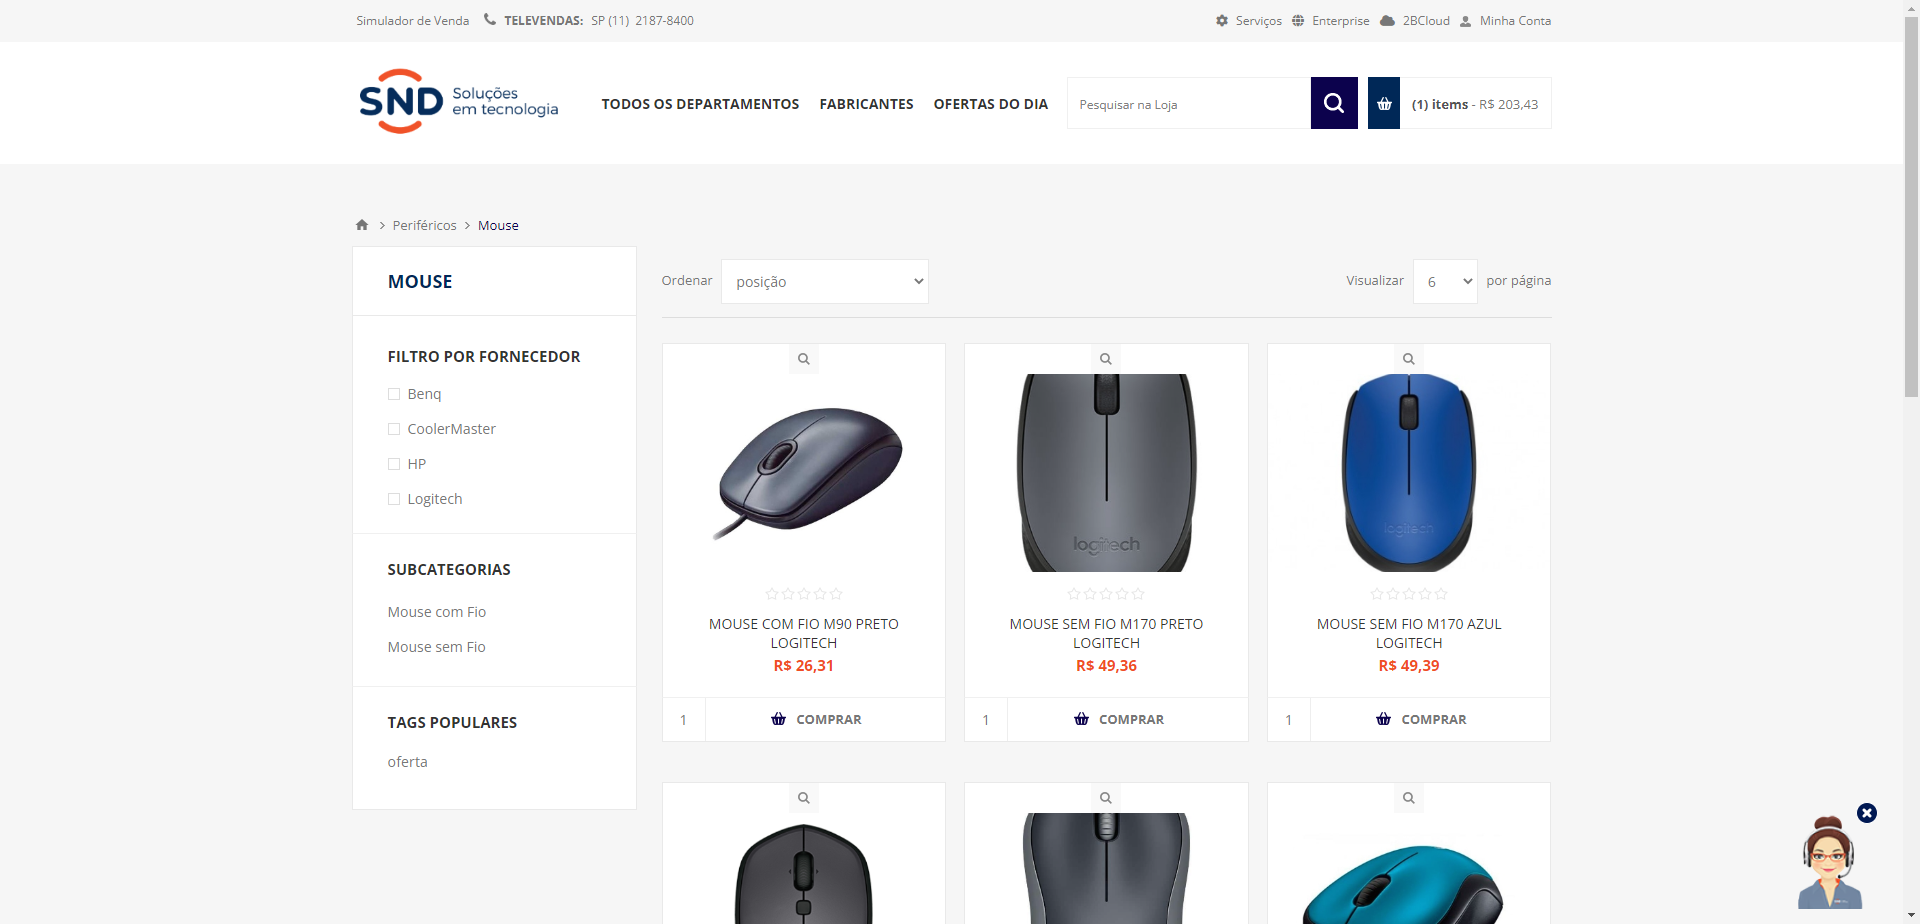 Simulador de Venda TELEVENDAS: SP (11) 2187-8400 Serviços Enterprise 2BCloud Minha Conta
SND Soluções em tecnologia
TODOS OS DEPARTAMENTOS FABRICANTES OFERTAS DO DIA Pesquisar na Loja (1) items - R$ 203,43
Periféricos Mouse
MOUSE
FILTRO POR FORNECEDOR
Benq
CoolerMaster
HP
Logitech
SUBCATEGORIAS
Mouse com Fio
Mouse sem Fio
TAGS POPULARES
oferta
Ordenar posição Visualizar 6 por página
MOUSE COM FIO M90 PRETO
LOGITECH
R$ 26,31
1 COMPRAR
logitech
MOUSE SEM FIO M170 PRETO
LOGITECH
R$ 49,36
1 COMPRAR
logitech
MOUSE SEM FIO M170 AZUL
LOGITECH
R$ 49,39
1 COMPRAR